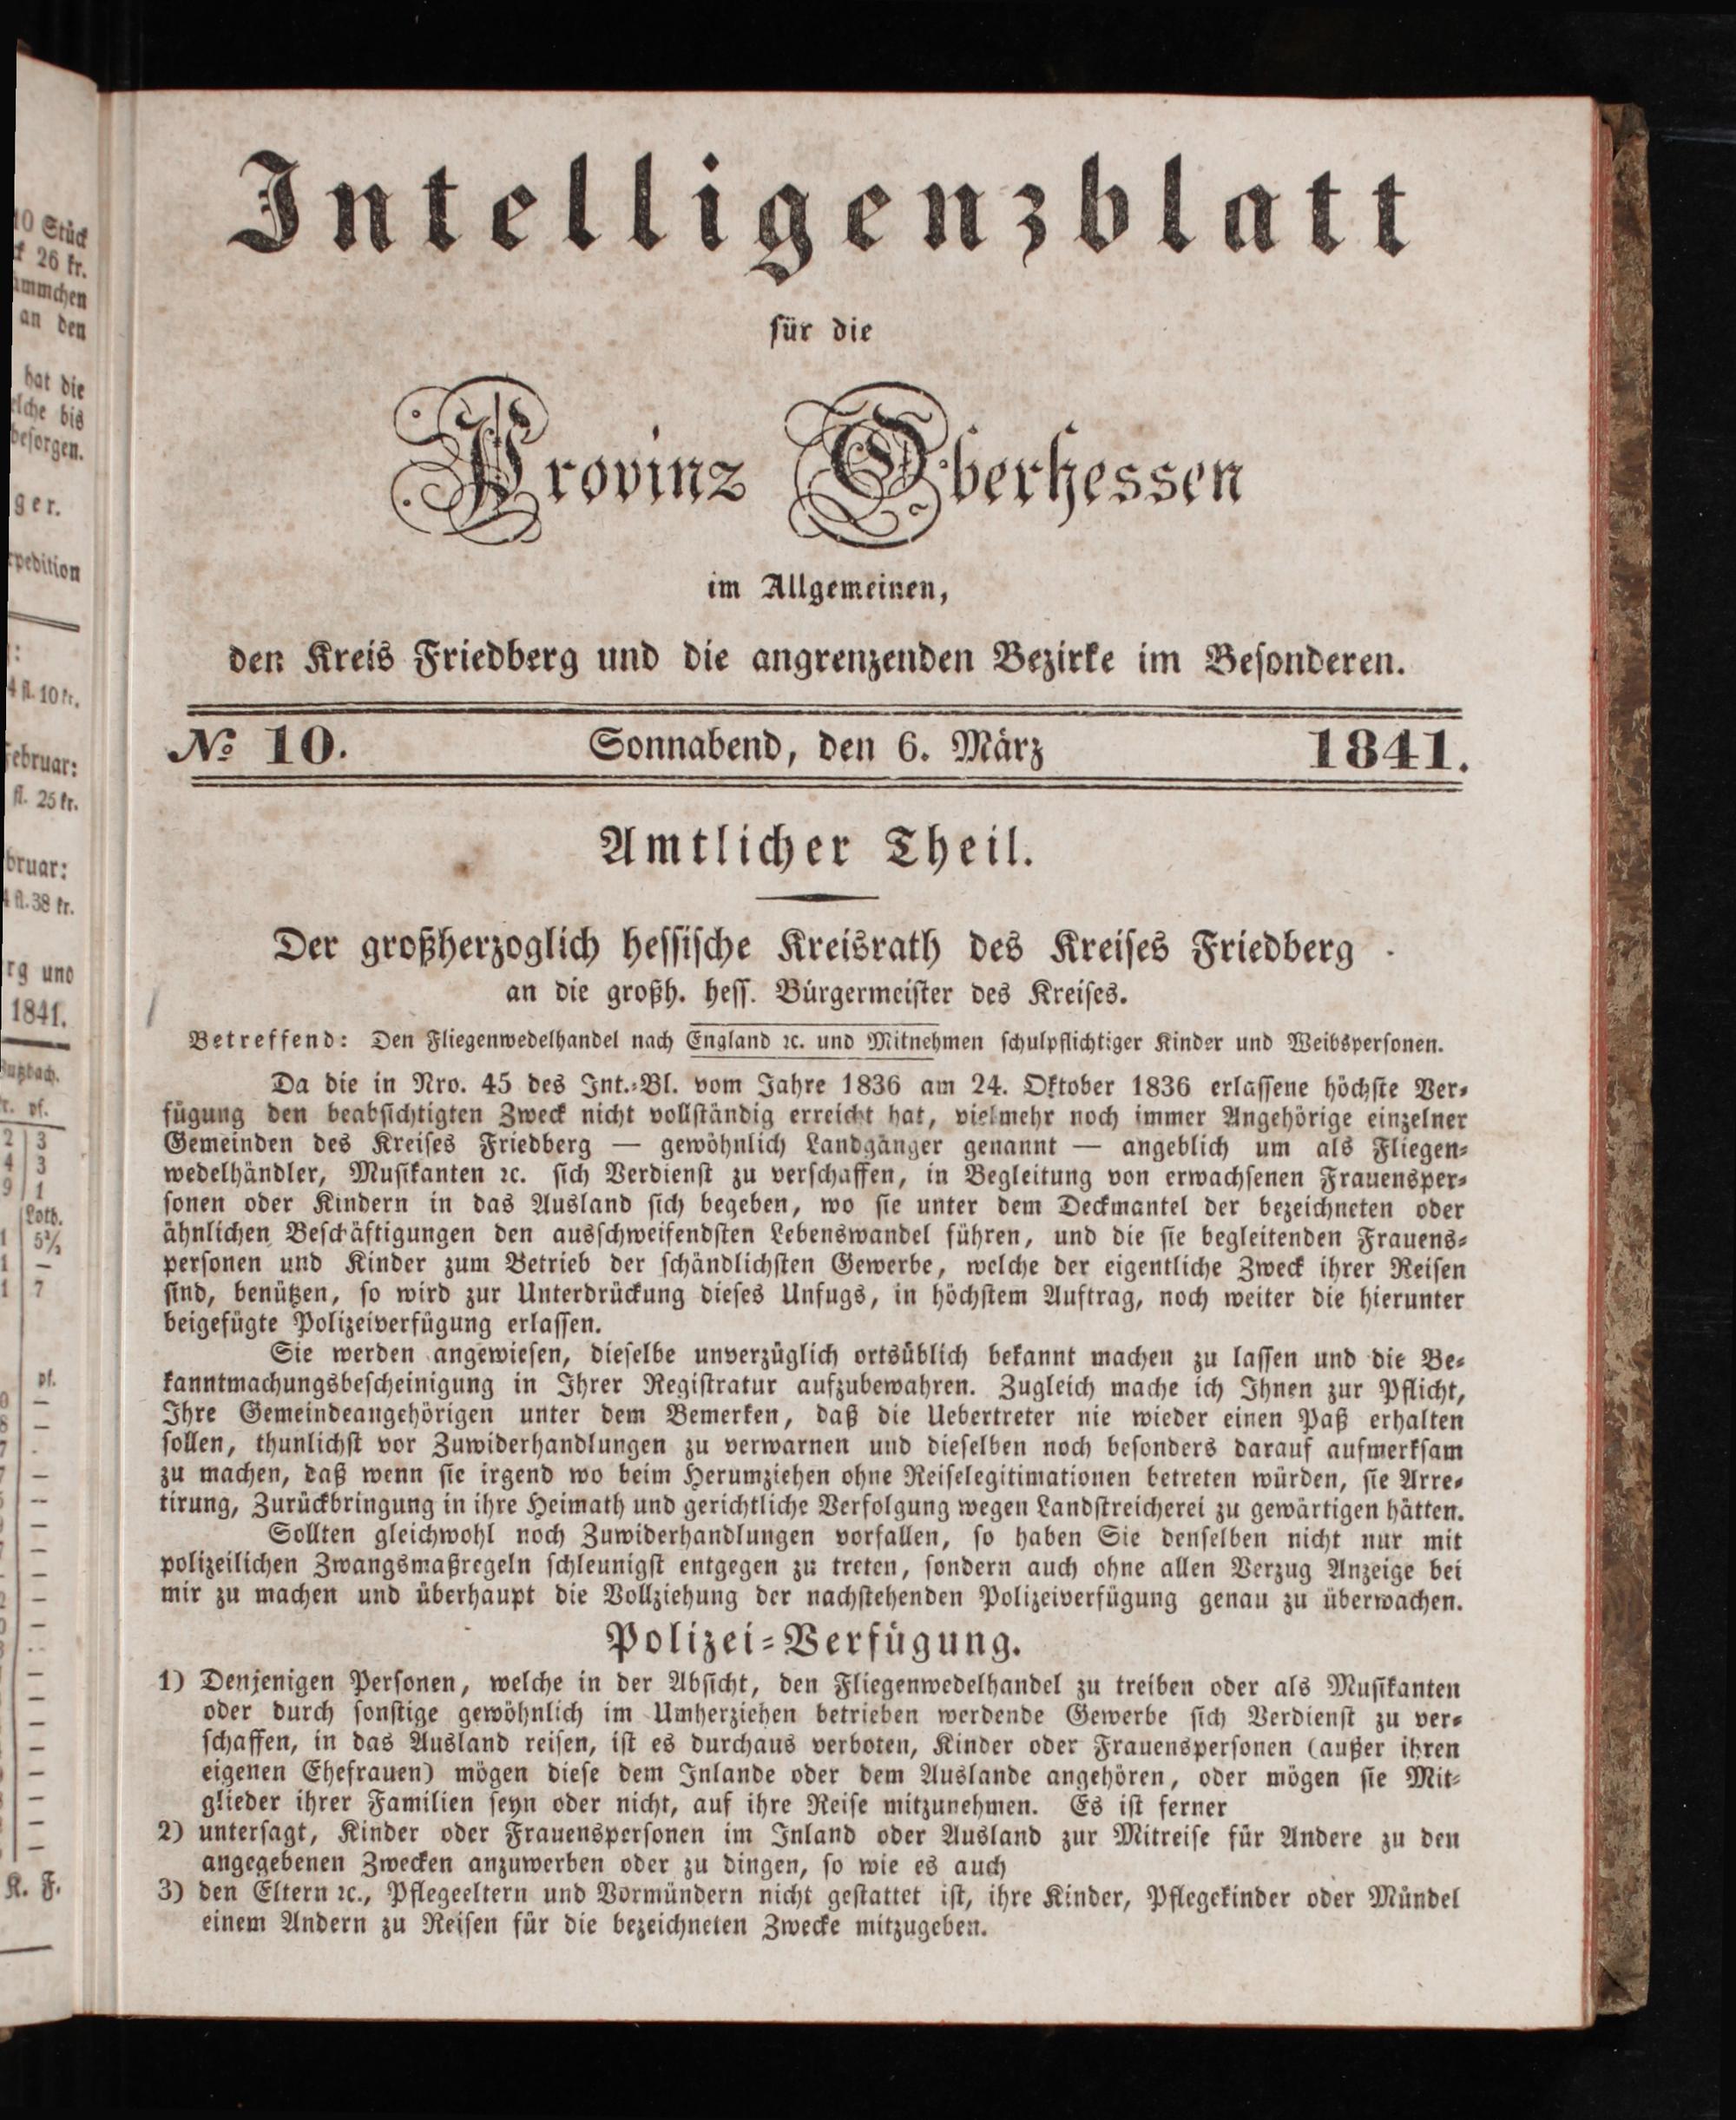 10 Stück
26 kr.
an den
hat die
bis
besorgen.
1841.
Intelligenzblatt
für die
Provinz Oberhessen
im Allgemeinen,
den Kreis Friedberg und die angrenzenden Bezirke im Besonderen.
№ 10. Sonnabend, den 6. März 1841.
Amtlicher Theil.
Der großherzoglich hessische Kreisrath des Kreises Friedberg
an die großh. hess. Bürgermeister des Kreises.
Betreffend: Den Fliegenwedelhandel nach England ꝛc. und Mitnehmen schulpflichtiger Kinder und Weibspersonen.
Da die in Nro. 45 des Int.-Bl. vom Jahre 1836 am 24. Oktober 1836 erlassene höchste Ver-
fügung den beabsichtigten Zweck nicht vollständig erreicht hat, vielmehr noch immer Angehörige einzelner
Gemeinden des Kreises Friedberg — gewöhnlich Landgänger genannt — angeblich um als Fliegen-
wedelhändler, Musikanten ꝛc. sich Verdienst zu verschaffen, in Begleitung von erwachsenen Frauensper-
sonen oder Kindern in das Ausland sich begeben, wo sie unter dem Deckmantel der bezeichneten oder
ähnlichen Beschäftigungen den ausschweifendsten Lebenswandel führen, und die sie begleitenden Frauens-
personen und Kinder zum Betrieb der schändlichsten Gewerbe, welche der eigentliche Zweck ihrer Reisen
sind, benützen, so wird zur Unterdrückung dieses Unfugs, in höchstem Auftrag, noch weiter die hierunter
beigefügte Polizeiverfügung erlassen.
Sie werden angewiesen, dieselbe unverzüglich ortsüblich bekannt machen zu lassen und die Be-
kanntmachungsbescheinigung in Ihrer Registratur aufzubewahren. Zugleich mache ich Ihnen zur Pflicht,
Ihre Gemeindeangehörigen unter dem Bemerken, daß die Uebertreter nie wieder einen Paß erhalten
sollen, thunlichst vor Zuwiderhandlungen zu verwarnen und dieselben noch besonders darauf aufmerksam
zu machen, daß wenn sie irgend wo beim Herumziehen ohne Reiselegitimationen betreten würden, sie Arre-
tirung, Zurückbringung in ihre Heimath und gerichtliche Verfolgung wegen Landstreicherei zu gewärtigen hätten.
Sollten gleichwohl noch Zuwiderhandlungen vorfallen, so haben Sie denselben nicht nur mit
polizeilichen Zwangsmaßregeln schleunigst entgegen zu treten, sondern auch ohne allen Verzug Anzeige bei
mir zu machen und überhaupt die Vollziehung der nachstehenden Polizeiverfügung genau zu überwachen.
Polizei-Verfügung.
1) Denjenigen Personen, welche in der Absicht, den Fliegenwedelhandel zu treiben oder als Musikanten
oder durch sonstige gewöhnlich im Umherziehen betrieben werdende Gewerbe sich Verdienst zu ver-
schaffen, in das Ausland reisen, ist es durchaus verboten, Kinder oder Frauenspersonen (außer ihren
eigenen Ehefrauen) mögen diese dem Inlande oder dem Auslande angehören, oder mögen sie Mit-
glieder ihrer Familien seyn oder nicht, auf ihre Reise mitzunehmen. Es ist ferner
2) untersagt, Kinder oder Frauenspersonen im Inland oder Ausland zur Mitreise für Andere zu den
angegebenen Zwecken anzuwerben oder zu dingen, so wie es auch
3) den Eltern ꝛc., Pflegeeltern und Vormündern nicht gestattet ist, ihre Kinder, Pflegekinder oder Mündel
einem Andern zu Reisen für die bezeichneten Zwecke mitzugeben.